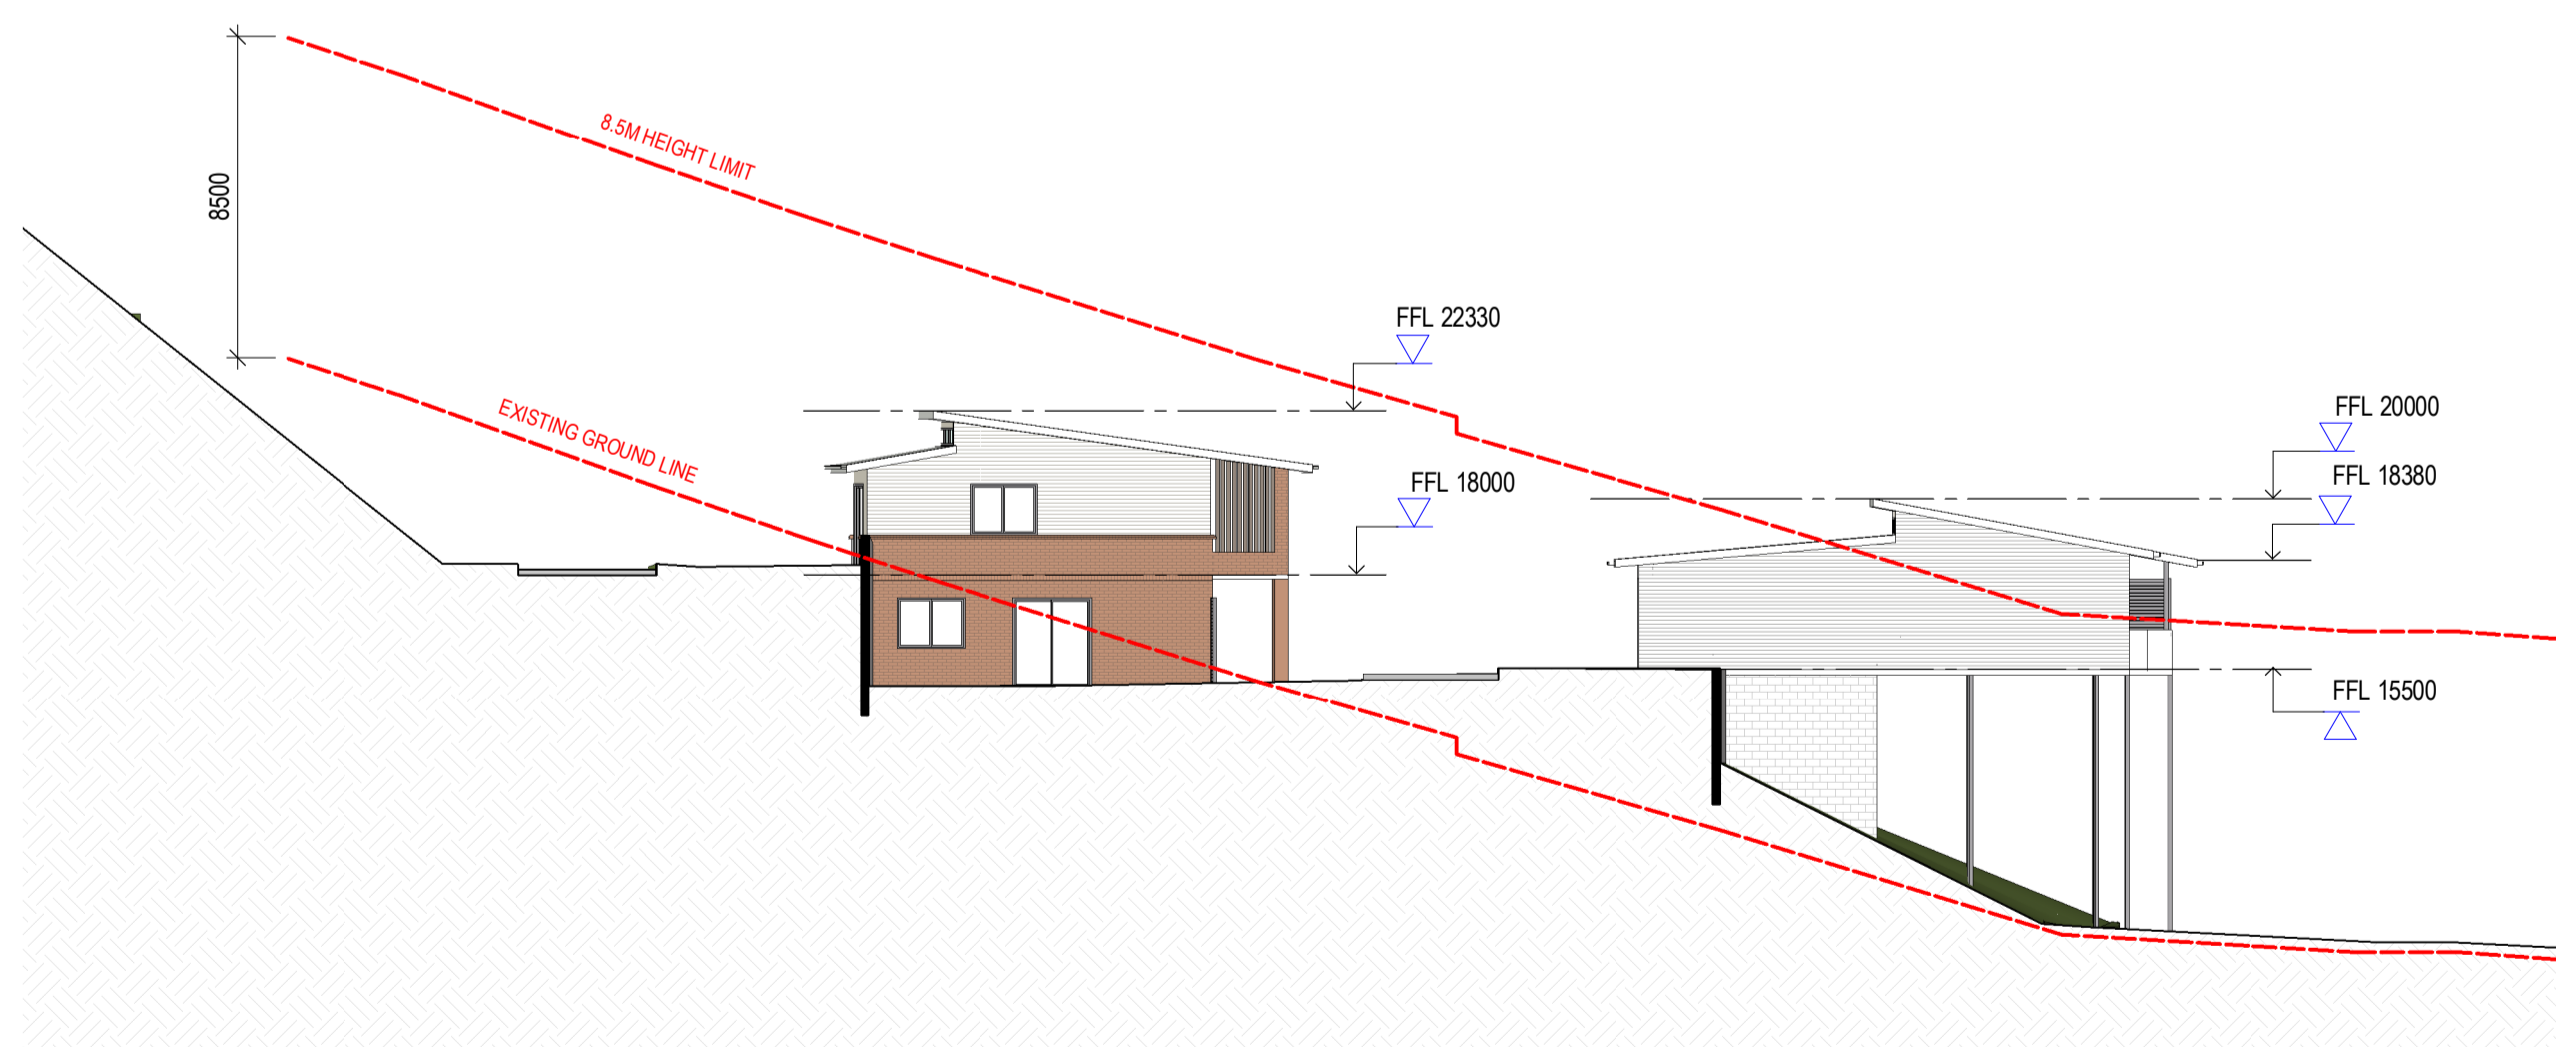 8500
8.5M HEIGHT LIMIT
EXISTING GROUND LINE
FFL 22330
FFL 18000
FFL 20000
FFL 18380
FFL 15500